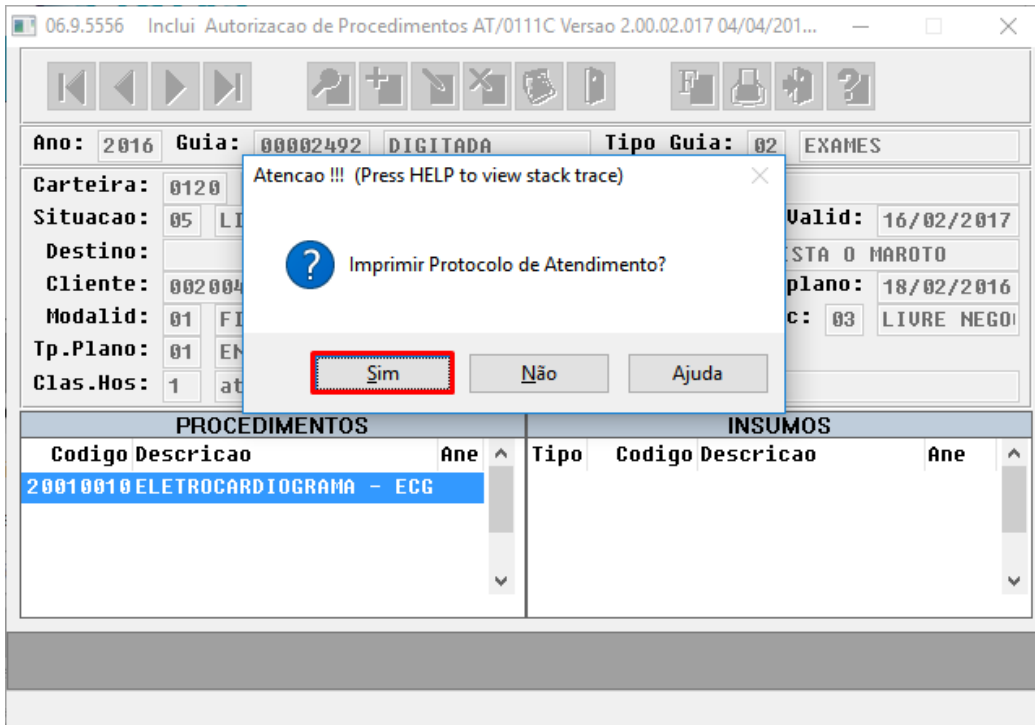 06.9.5556 Inclui Autorizacao de Procedimentos AT/0111C Versao 2.00.02.017 04/04/201...
Ano: 2016 Guia: 00002492 DIGITADA Tipo Guia: 02 EXAMES
Atencao !!! (Press HELP to view stack trace)
Carteira: 0120
Situacao: 05 Valid: 16/02/2017
Destino: O MAROTO
Imprimir Protocolo de Atendimento?
Cliente: plano: 18/02/2016
Modalid: 01 03 LIVRE
Tp.Plano: 01
Sim Não Ajuda
Clas.Hos: 1
PROCEDIMENTOS INSUMOS
Codigo Descricao Ane Tipo Codigo Descricao Ane
20010010 ELETROCARDIOGRAMA - ECG